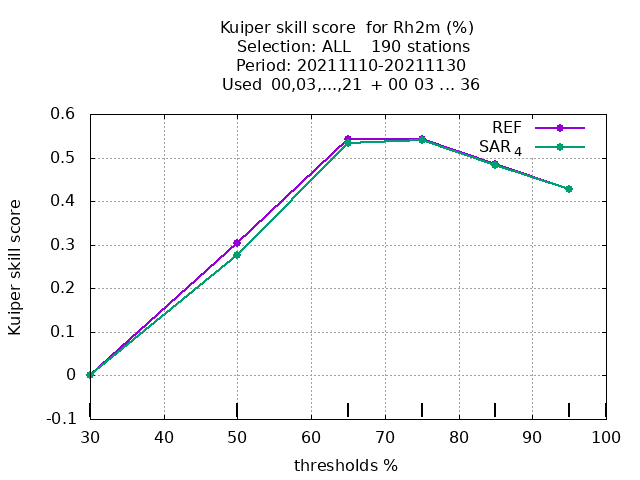 Kuiper skill score  for Rh2m (%)
Selection: ALL    190 stations
Period: 20211110-20211130
Used  00,03,...,21  + 00 03 ... 36
REF
SAR 4
0.6
0.5
0.4
0.3
0.2
0.1
0
-0.1
30 40 50 60 70 80 90 100
Kuiper skill score
thresholds %